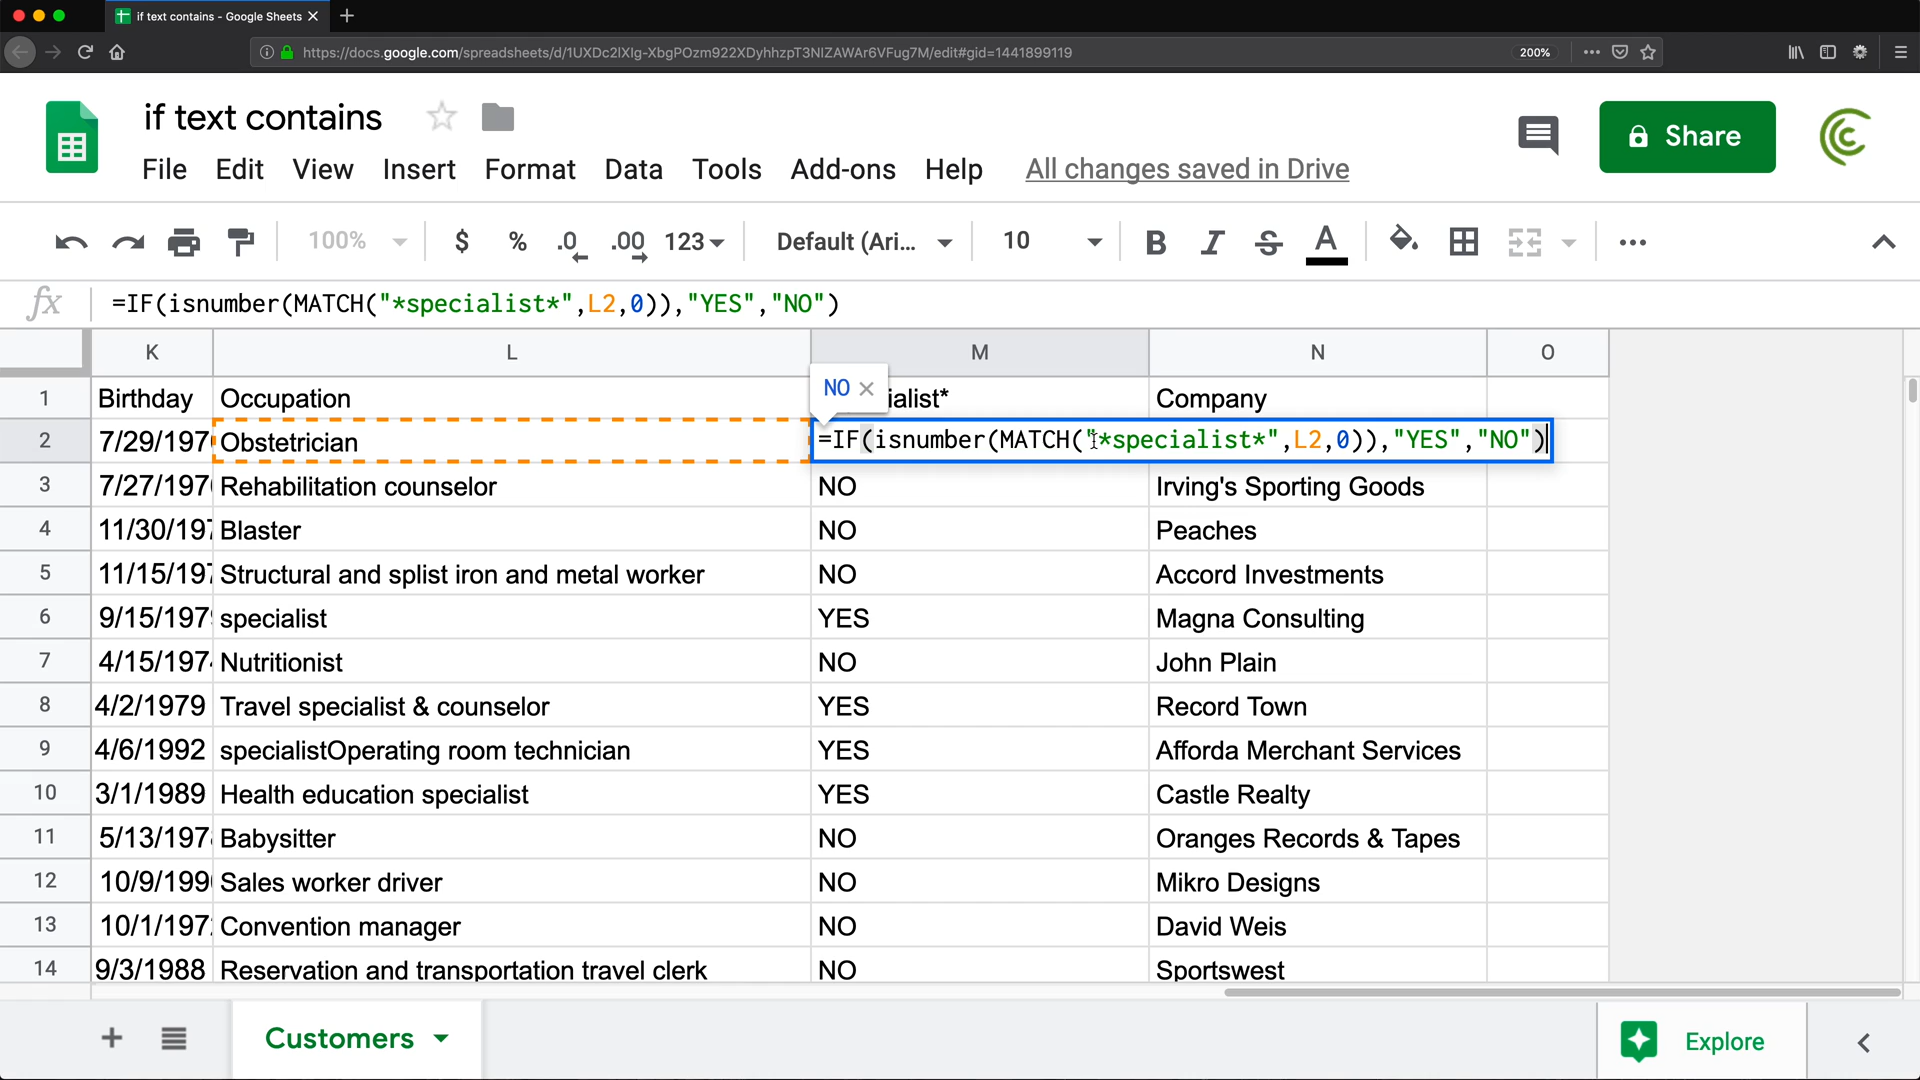 if text contains - Google Sheets
https://docs.google.com/spreadsheets/d/1UXDc2lXIg-XbgPOzm922XDyhhzpT3NIZAWAr6VFug7M/edit#gid=1441899119 200%
if text contains
Share
File Edit View Insert Format Data Tools Add-ons Help All changes saved in Drive
100% $ % .0 .00 123 Default (Ari... 10 B I S A
fx =IF(isnumber(MATCH("*specialist*",L2,0)),"YES","NO")
K L M N O
NO
1 Birthday Occupation ialist* Company
2 7/29/197 Obstetrician =IF(isnumber(MATCH("*specialist*",L2,0)),"YES","NO")
3 7/27/197 Rehabilitation counselor NO Irving's Sporting Goods
4 11/30/197 Blaster NO Peaches
5 11/15/197 Structural and splist iron and metal worker NO Accord Investments
6 9/15/197 specialist YES Magna Consulting
7 4/15/197 Nutritionist NO John Plain
8 4/2/1979 Travel specialist & counselor YES Record Town
9 4/6/1992 specialistOperating room technician YES Afforda Merchant Services
10 3/1/1989 Health education specialist YES Castle Realty
11 5/13/197 Babysitter NO Oranges Records & Tapes
12 10/9/199 Sales worker driver NO Mikro Designs
13 10/1/197 Convention manager NO David Weis
14 9/3/1988 Reservation and transportation travel clerk NO Sportswest
Customers
Explore